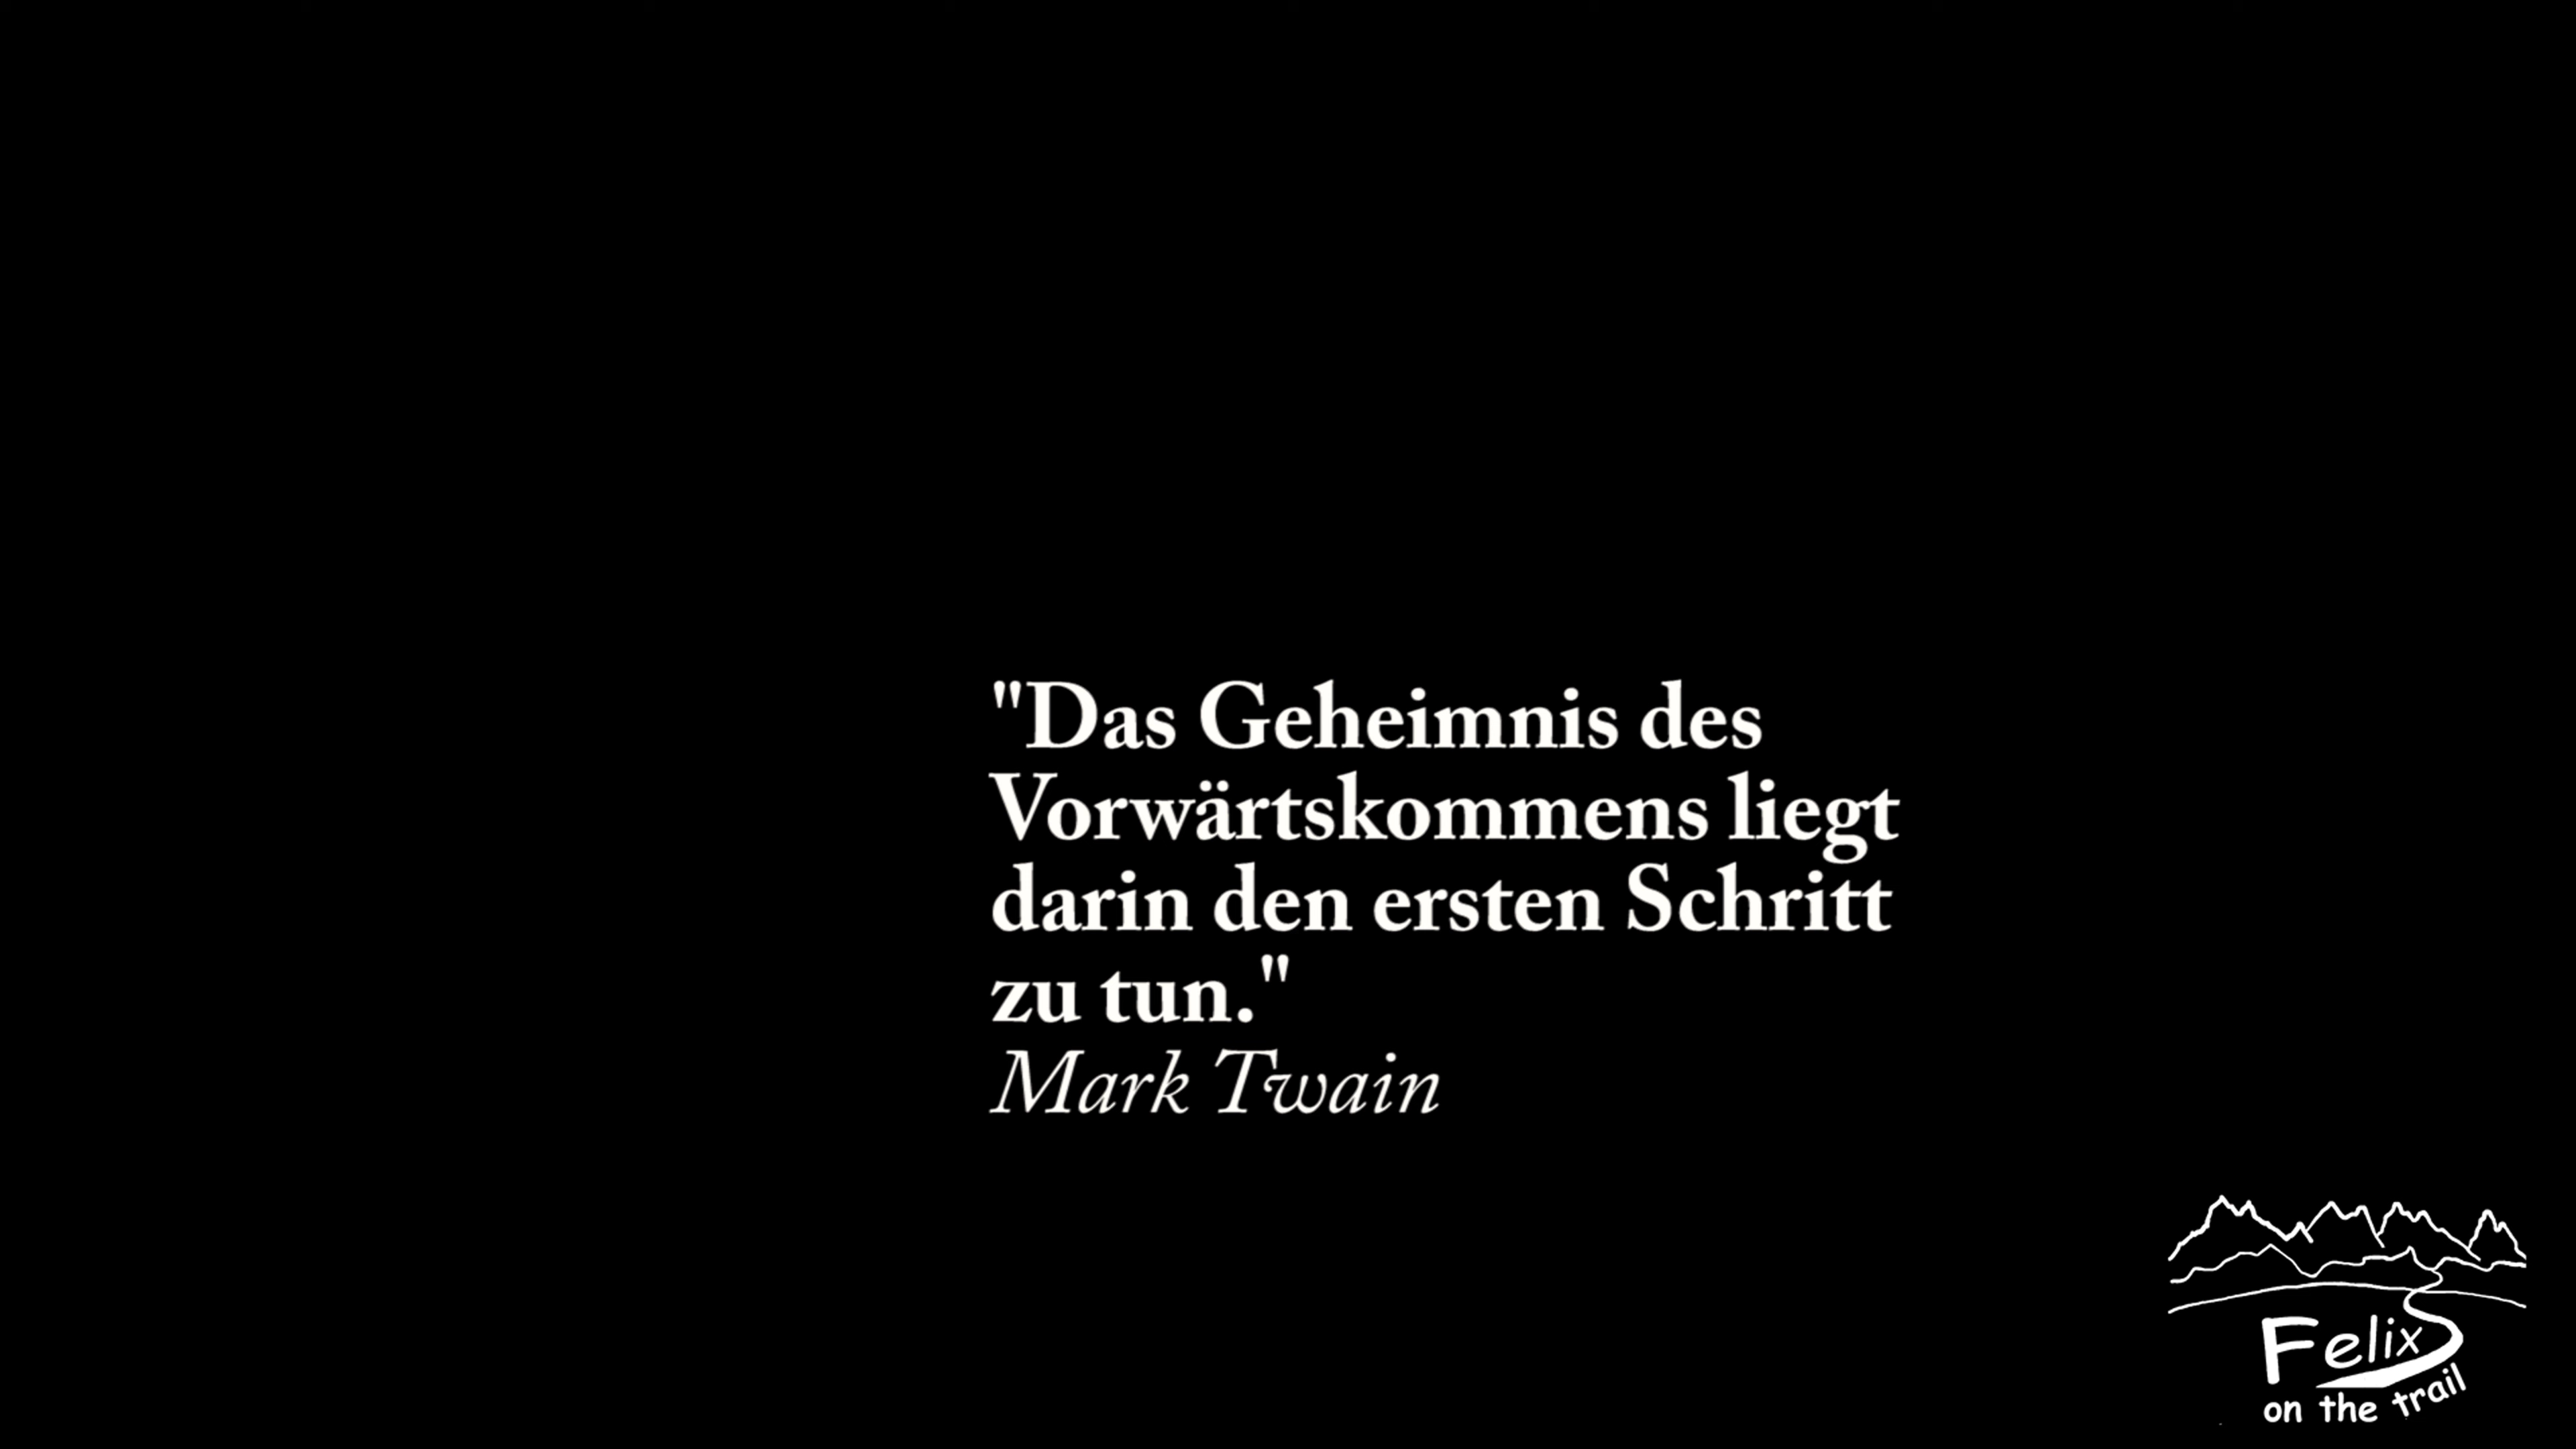 "Das Geheimnis des
Vorwärtskommens liegt
darin den ersten Schritt
zu tun."
Mark Twain
Felix
on the trail